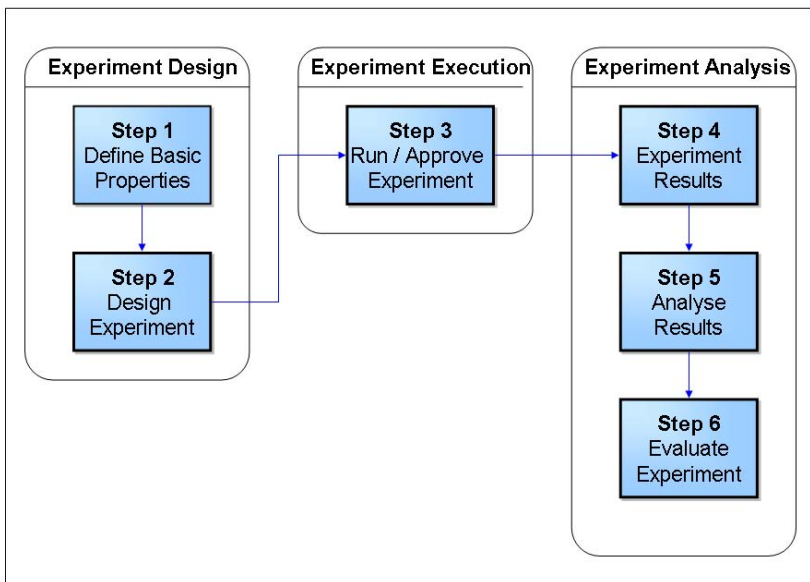 Experiment Design
Step 1
Define Basic
Properties
Step 2
Design
Experiment
Experiment Execution
Step 3
Run / Approve
Experiment
Experiment Analysis
Step 4
Experiment
Results
Step 5
Analyse
Results
Step 6
Evaluate
Experiment